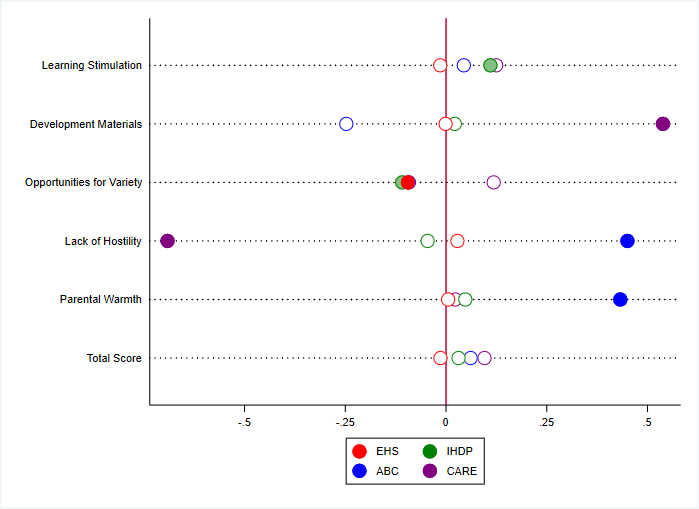 Learning Stimulation
Development Materials
Opportunities for Variety
Lack of Hostility
Parental Warmth
Total Score
-.5 -.25 0 .25 .5
EHS IHDP
ABC CARE